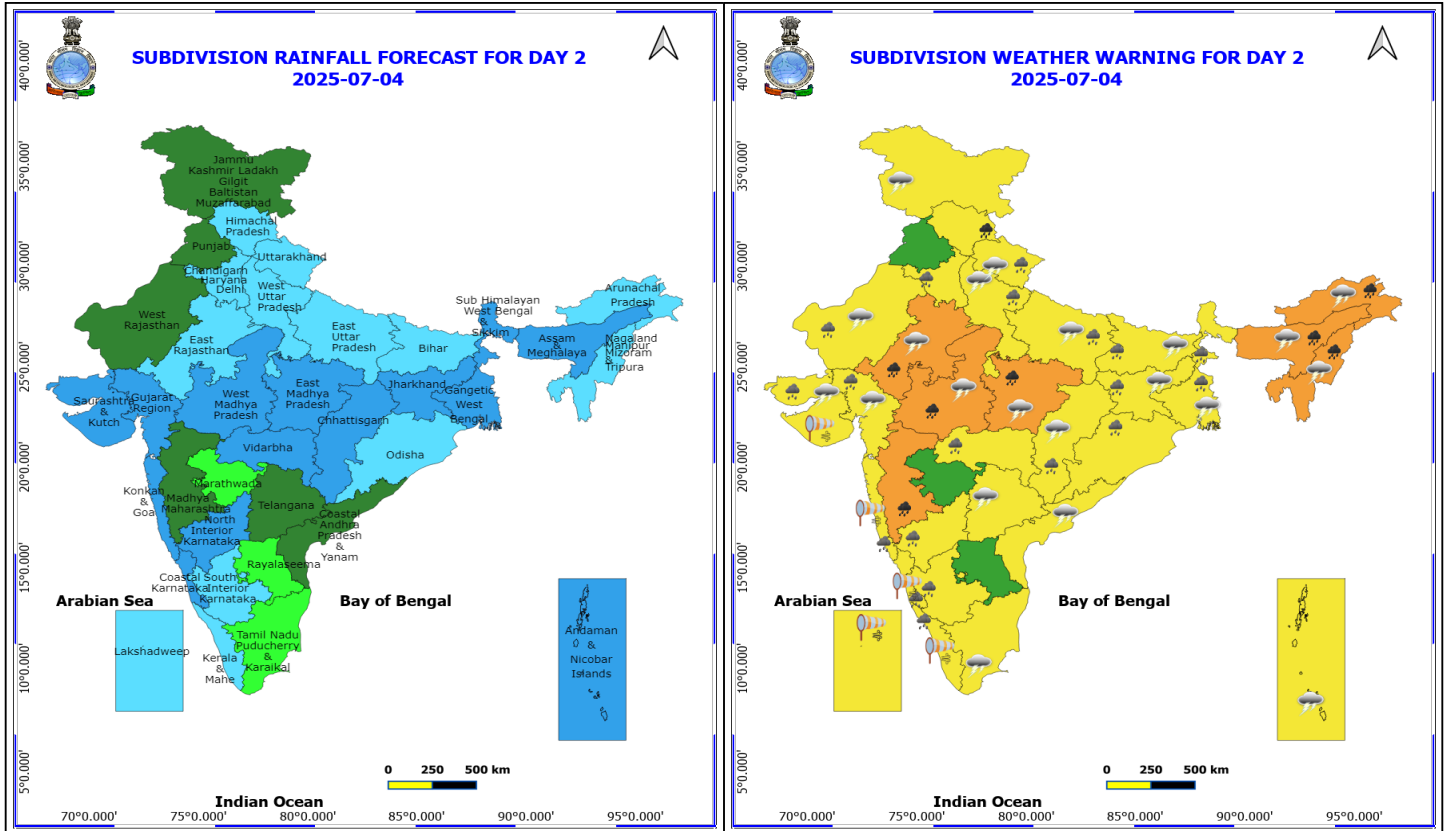 SUBDIVISION RAINFALL FORECAST FOR DAY 2
2025-07-04
40°0.000'
35°0.000'
30°0.000'
25°0.000'
20°0.000'
15°0.000'
10°0.000'
5°0.000'
Jammu
Kashmir Ladakh
Gilgit
Baltistan
Muzaffarabad
Himachal
Pradesh
Punjab
Uttarakhand
Chandigarh
Haryana
Delhi
West
Uttar
Pradesh
West
Rajasthan
East
Rajasthan
East
Uttar
Pradesh
Bihar
Sub Himalayan
West Bengal
&
Sikkim
Arunachal
Pradesh
Assam
&
Meghalaya
Nagaland
Manipur
Mizoram
&
Tripura
Saurashtra
&
Kutch
Gujarat
Region
West
Madhya
Pradesh
East
Madhya
Pradesh
Jharkhand
Gangetic
West
Bengal
Chhattisgarh
Vidarbha
Odisha
Konkan
&
Goa
Madhya
Maharashtra
Marathwada
Telangana
North
Interior
Karnataka
Coastal
Andhra
Pradesh
&
Yanam
Rayalaseema
Coastal
Karnataka
South
Interior
Karnataka
Arabian Sea
Bay of Bengal
Lakshadweep
Kerala
&
Mahe
Tamil Nadu
Puducherry
&
Karaikal
Andaman
&
Nicobar
Islands
0 250 500 km
Indian Ocean
70°0.000' 75°0.000' 80°0.000' 85°0.000' 90°0.000' 95°0.000'
SUBDIVISION WEATHER WARNING FOR DAY 2
2025-07-04
40°0.000'
35°0.000'
30°0.000'
25°0.000'
20°0.000'
15°0.000'
10°0.000'
5°0.000'
Arabian Sea
Bay of Bengal
0 250 500 km
Indian Ocean
70°0.000' 75°0.000' 80°0.000' 85°0.000' 90°0.000' 95°0.000'